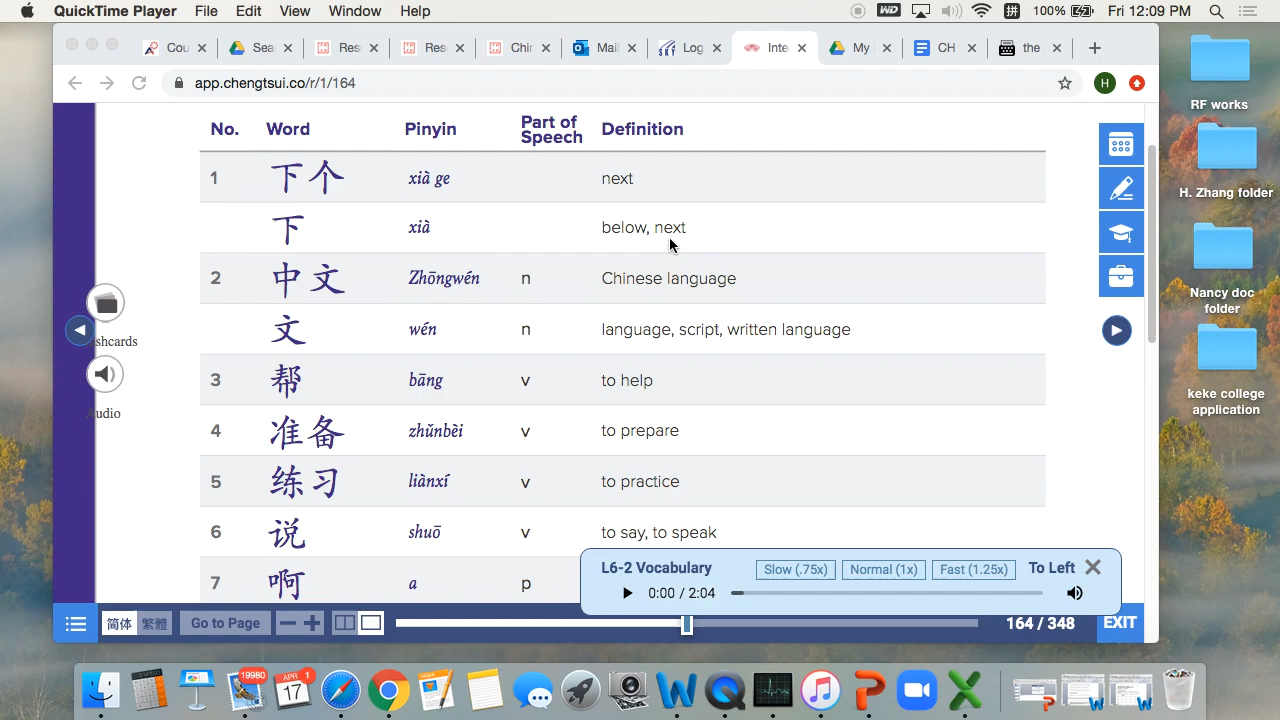 QuickTime Player File Edit View Window Help 100% Fri 12:09 PM
Cou Sea Res Res Chir Mail Log Inte My CH the
app.chengtsui.co/r/1/164 H
No. Word Pinyin Part of Speech Definition
1 下个 xià ge next
下 xià below, next
2 中文 Zhōngwén n Chinese language
文 wén n language, script, written language
3 帮 bāng v to help
4 准备 zhǔnbèi v to prepare
5 练习 liànxí v to practice
6 说 shuō v to say, to speak
7 啊 a p
shcards
udio
L6-2 Vocabulary Slow (.75x) Normal (1x) Fast (1.25x) To Left
0:00 / 2:04
简体 繁體 Go to Page 164 / 348 EXIT
RF works
H. Zhang folder
Nancy doc
folder
keke college
application
19980
APR 1
17